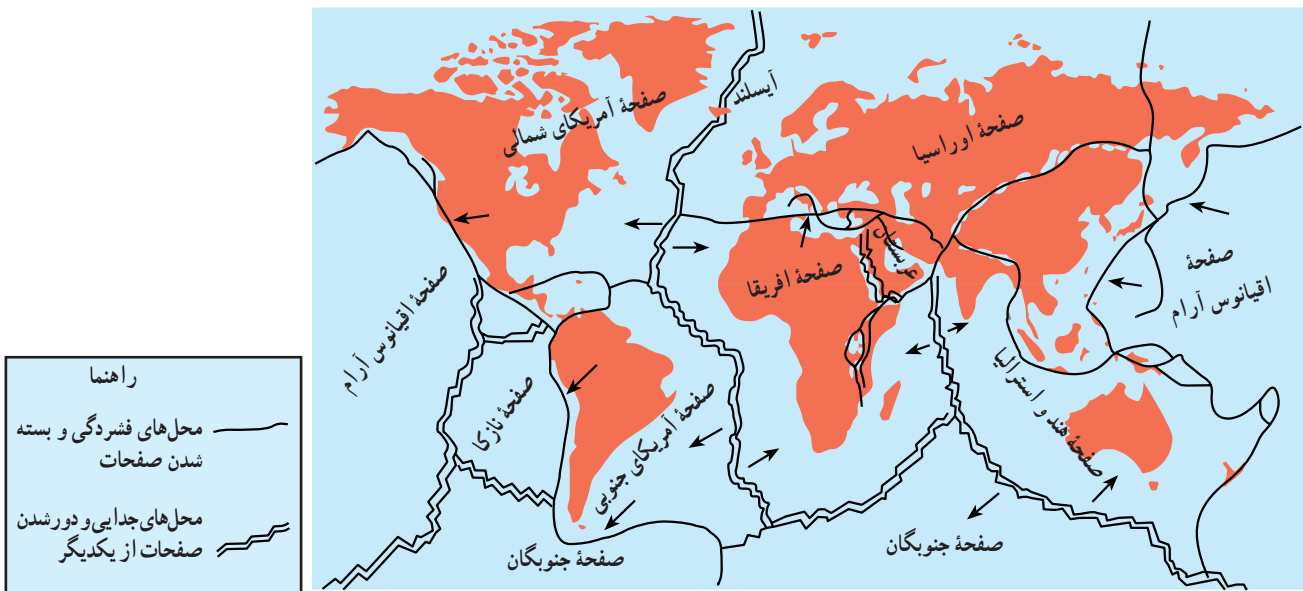 آیسلند
صفحهٔ آمریکای شمالی
صفحهٔ اوراسیا
عربستان
صفحهٔ افریقا
صفحهٔ
اقیانوس آرام
صفحهٔ اقیانوس آرام
صفحهٔ نازکا
صفحهٔ آمریکای جنوبی
صفحهٔ هند و استرالیا
صفحهٔ جنوبگان
صفحهٔ جنوبگان
راهنما
محل‌های فشردگی و بسته
شدن صفحات
محل‌های جدایی و دورشدن
صفحات از یکدیگر